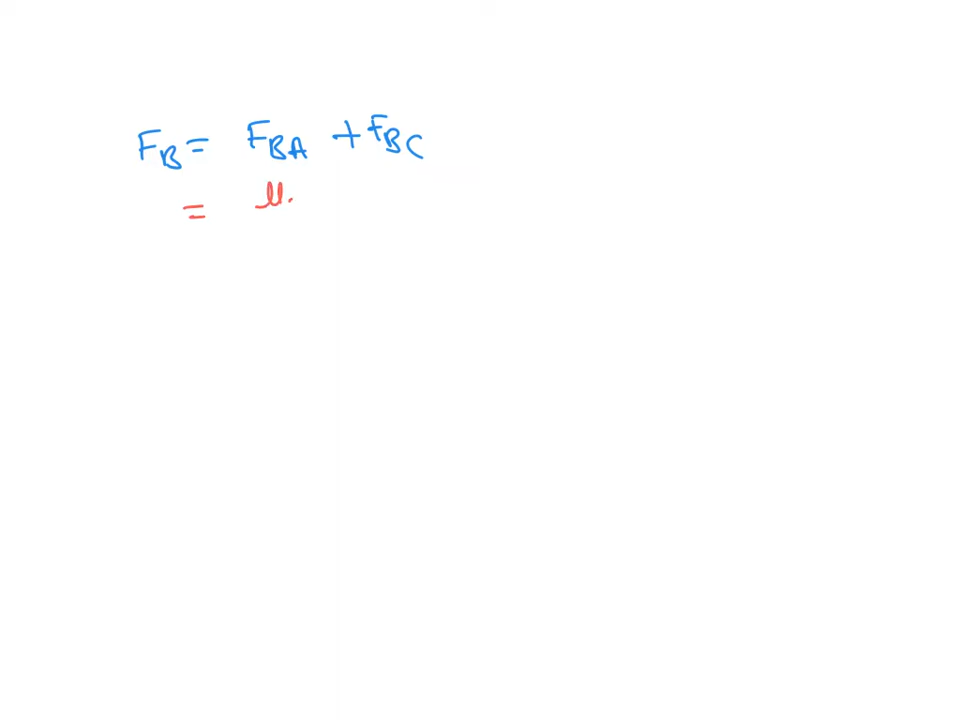 F_B = F_BA + F_BC
= μ.